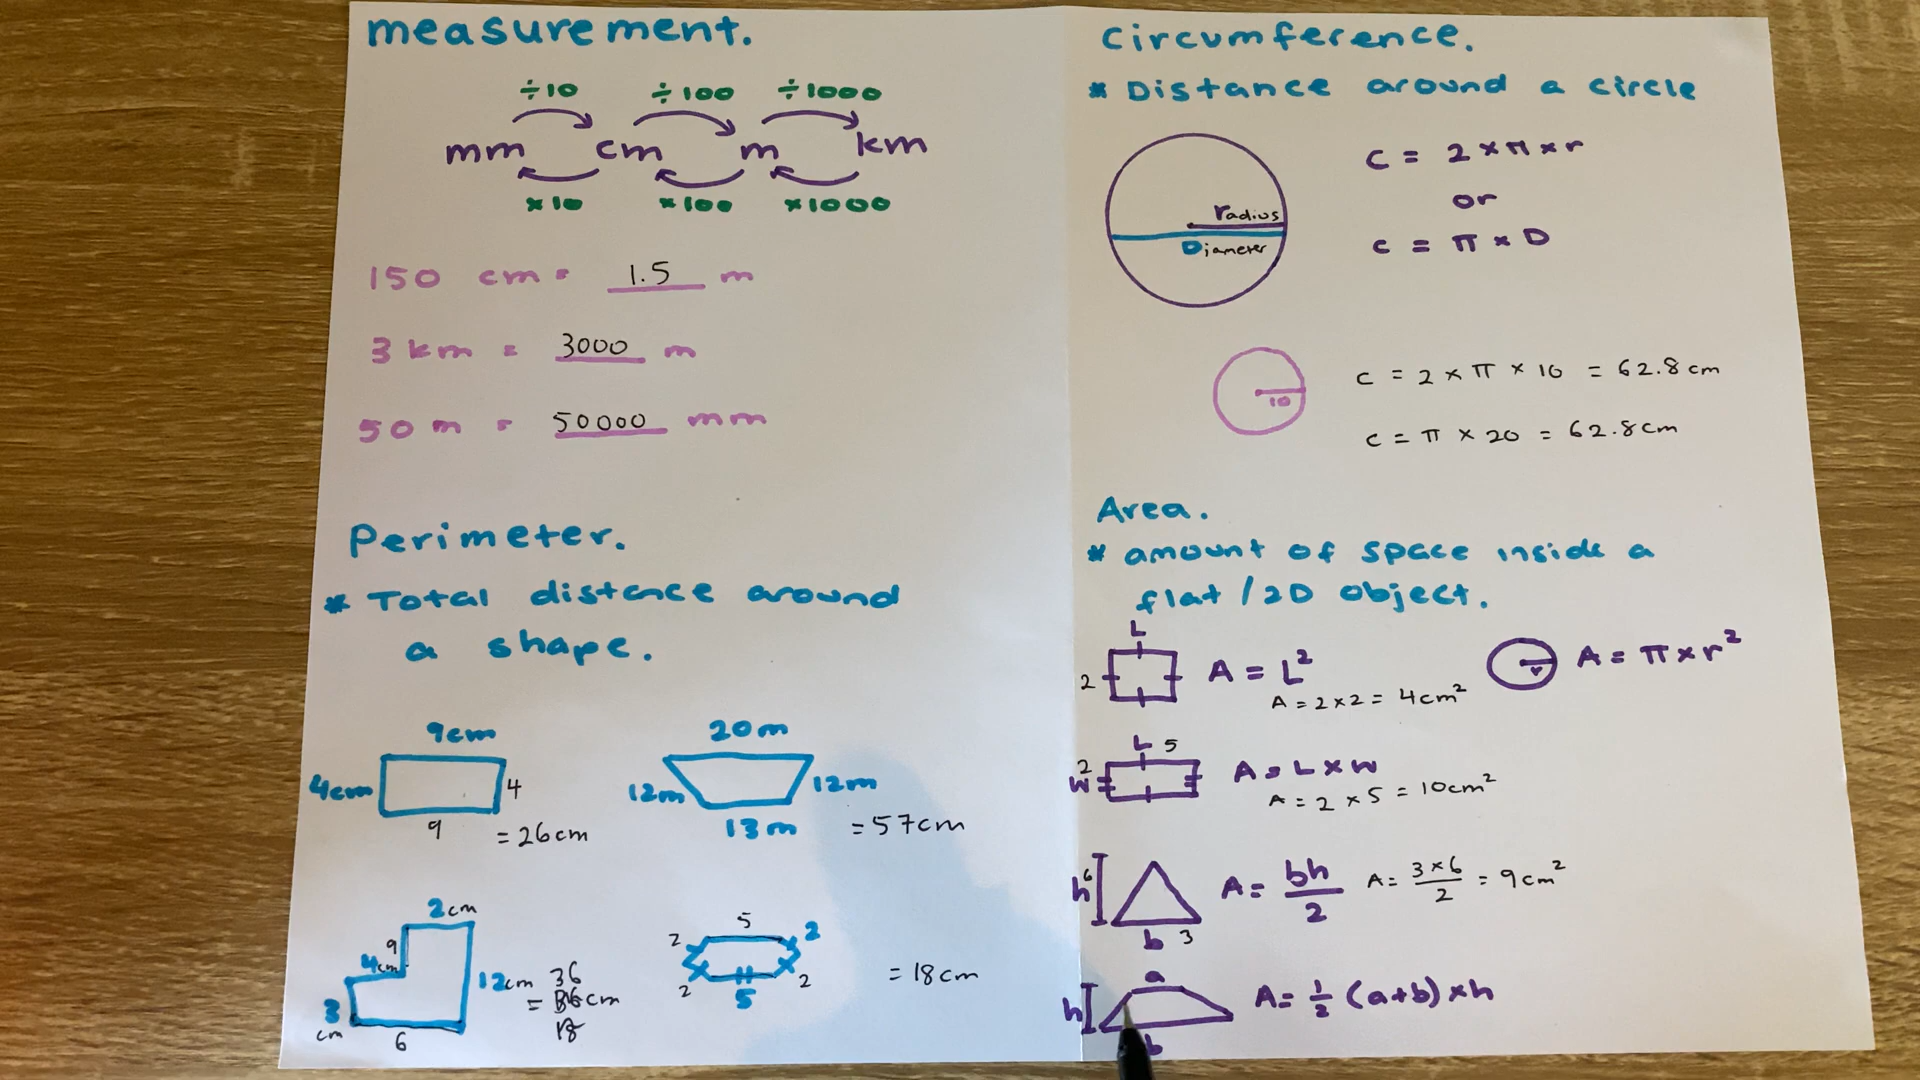 measurement.
÷10 ÷100 ÷1000
mm cm m km
×10 ×100 ×1000
150 cm = 1.5 m
3 km = 3000 m
50 m = 50000 mm
Perimeter.
* Total distance around
a shape.
9cm
4cm 4
9 = 26cm
20m
12m 12m
13m = 57cm
2cm
9
4cm
12cm 36
= cm
3
cm 6 18
5
2 2
= 18cm
2 2
5
circumference.
* Distance around a circle
radius
Diameter
C = 2 × π × r
or
C = π × D
10
C = 2 × π × 10 = 62.8 cm
C = π × 20 = 62.8 cm
Area.
* amount of space inside a
flat / 2D object.
L
2 A = L²
A = 2 × 2 = 4cm²
r A = π × r²
L 5
2
W A = L × W
A = 2 × 5 = 10cm²
6
h A = bh/2 A = 3 × 6/2 = 9cm²
b 3
a
h A = 1/2 (a+b) × h
b